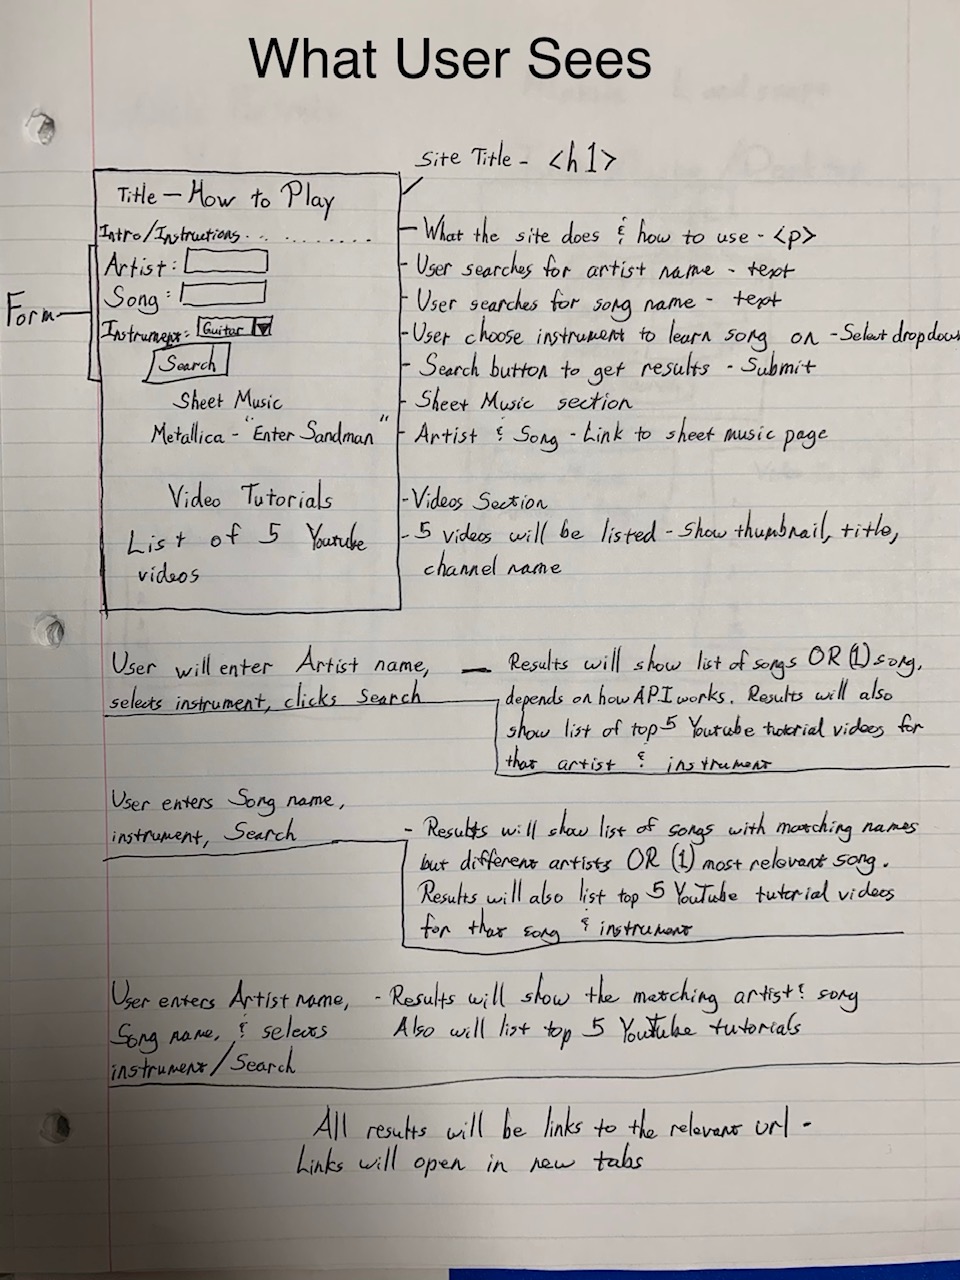 What User Sees
Site Title - <h1>
Title - How to Play
Intro/Instructions. . . . . . . . . . .
- What the site does & how to use - <p>
Form
Artist:
- User searches for artist name - text
Song:
- User searches for song name - text
Instrument: Guitar
- User choose instrument to learn song on - Select dropdow
Search
- Search button to get results - Submit
Sheet Music
- Sheet Music section
Metallica - "Enter Sandman"
- Artist & Song - Link to sheet music page
Video Tutorials
- Videos Section
List of 5 Youtube
videos
- 5 videos will be listed - Show thumbnail, title,
channel name
User will enter Artist name,
selects instrument, clicks Search
- Results will show list of songs OR (1) song,
depends on how API works. Results will also
show list of top 5 Youtube tutorial videos for
that artist & instrument
User enters Song name,
instrument, Search
- Results will show list of songs with matching names
but different artists OR (1) most relevant song.
Results will also list top 5 YouTube tutorial videos
for that song & instrument
User enters Artist name,
Song name, & selects
instrument/Search
- Results will show the matching artist & song
Also will list top 5 YouTube tutorials
All results will be links to the relevant url -
Links will open in new tabs